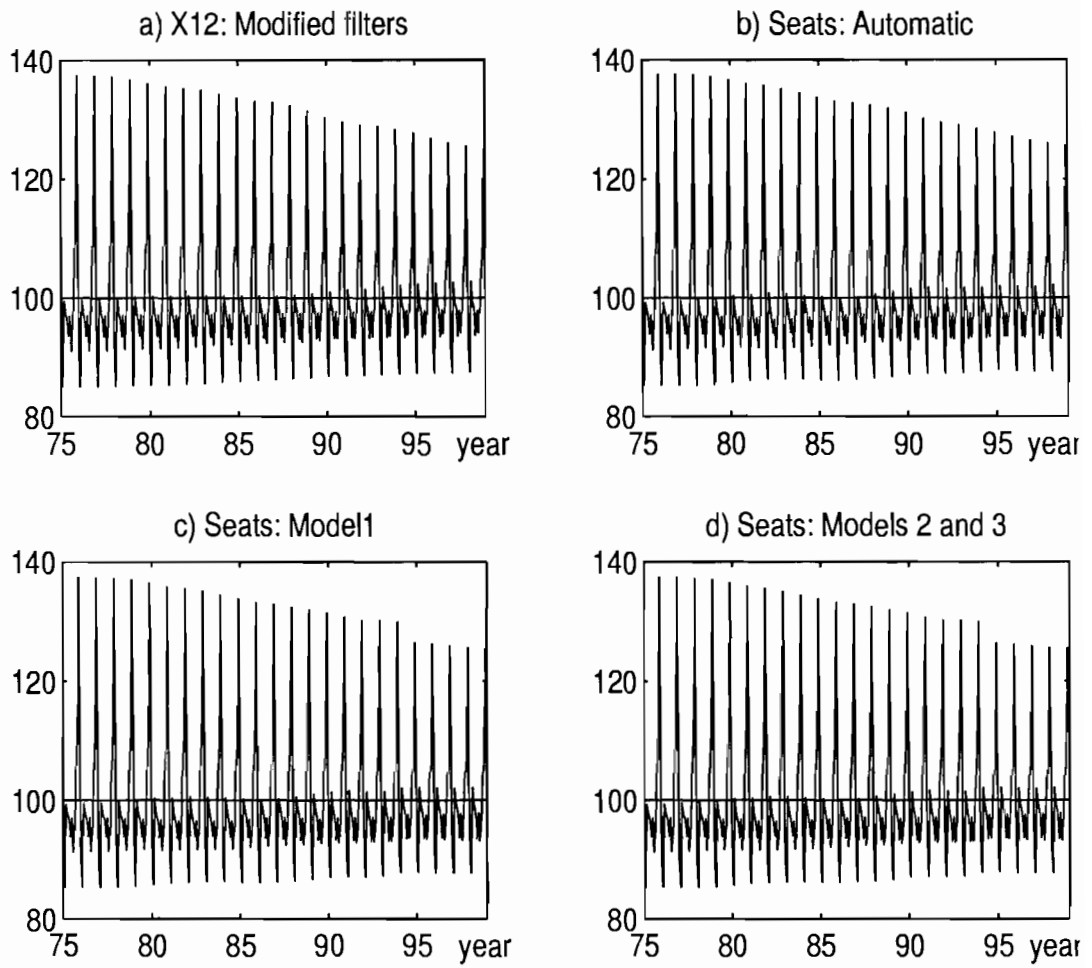 a) X12: Modified filters
140
120
100
80
75 80 85 90 95 year
b) Seats: Automatic
140
120
100
80
75 80 85 90 95 year
c) Seats: Model1
140
120
100
80
75 80 85 90 95 year
d) Seats: Models 2 and 3
140
120
100
80
75 80 85 90 95 year